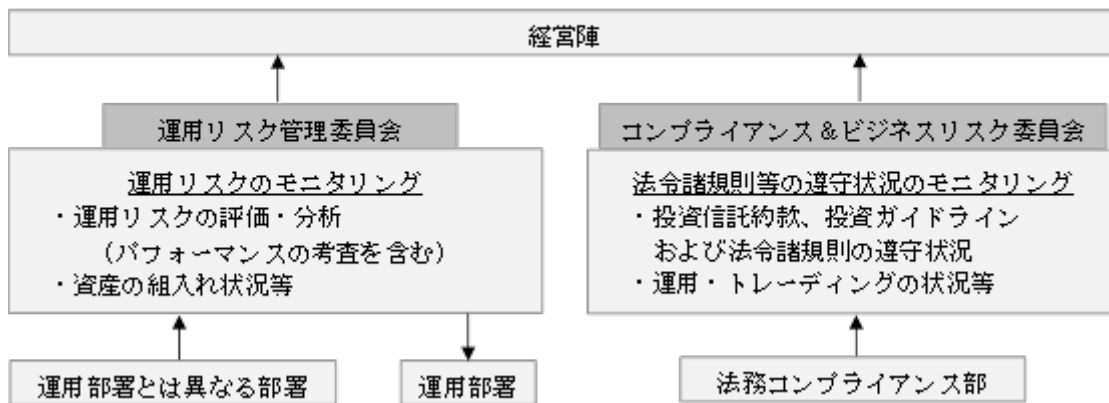 経営陣
運用リスク管理委員会
運用リスクのモニタリング
・運用リスクの評価・分析
（パフォーマンスの考査を含む）
・資産の組入れ状況等
運用部署とは異なる部署
運用部署
コンプライアンス＆ビジネスリスク委員会
法令諸規則等の遵守状況のモニタリング
・投資信託約款、投資ガイドライン
および法令諸規則の遵守状況
・運用・トレーディングの状況等
法務コンプライアンス部